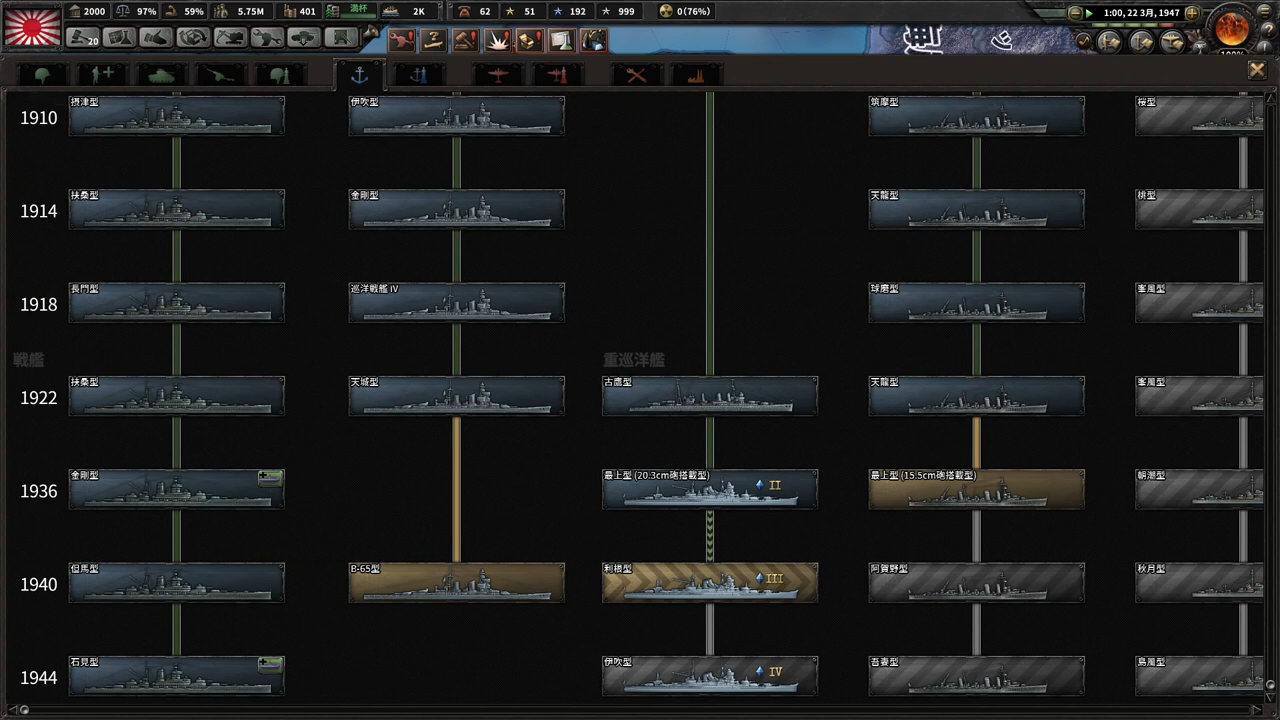 2000 97% 59% 5.75M 401 満杯 2K 62 51 192 999 0(76%) 1:00, 22 3月, 1947
20 100%
1910 摂津型 伊吹型 筑摩型 桜型
1914 扶桑型 金剛型 天龍型 桃型
1918 長門型 巡洋戦艦 IV 球磨型 峯風型
戦艦 重巡洋艦
1922 扶桑型 天城型 古鷹型 天龍型 峯風型
1936 金剛型 最上型 (20.3cm砲搭載型) II 最上型 (15.5cm砲搭載型) 朝潮型
1940 但馬型 B-65型 利根型 III 阿賀野型 秋月型
1944 石見型 伊吹型 IV 吾妻型 島風型